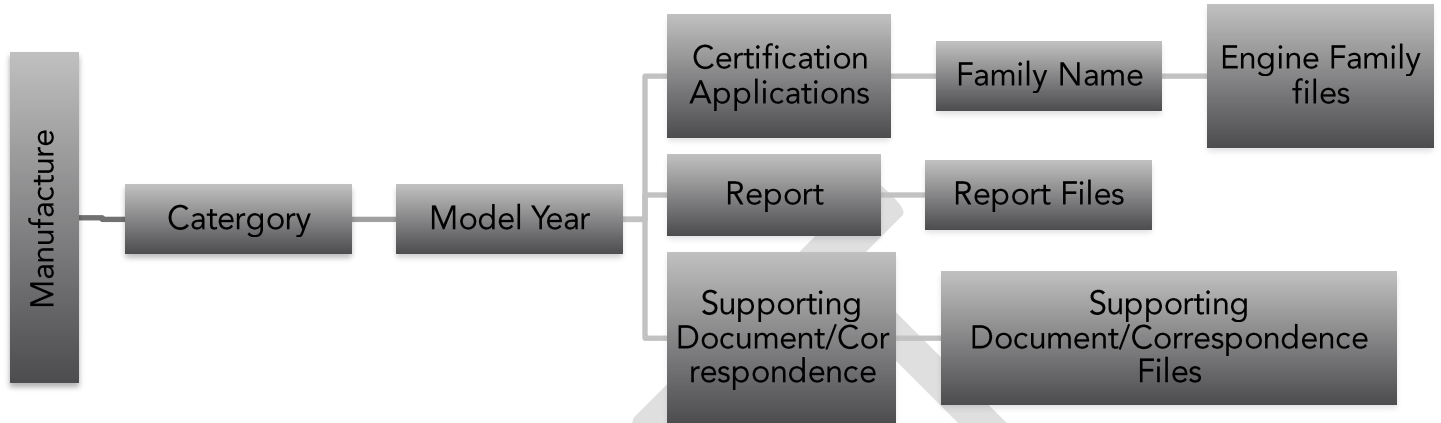 Manufacture
Catergory
Model Year
Certification
Applications
Family Name
Engine Family
files
Report
Report Files
Supporting
Document/Cor
respondence
Supporting
Document/Correspondence
Files